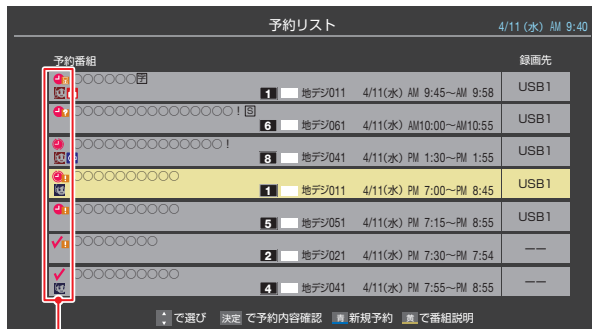 予約リスト
4/11 (水) AM 9:40
予約番組
録画先
○○○○○○字
1 地デジ011 4/11(水) AM 9:45～AM 9:58 USB1
○○○○○○○○○○○○○○○！S
6 地デジ061 4/11(水) AM10:00～AM10:55 USB1
○○○○○○○○○○○○○○！
8 地デジ041 4/11(水) PM 1:30～PM 1:55 USB1
○○○○○○○○○○
1 地デジ011 4/11(水) PM 7:00～PM 8:45 USB1
○○○○○○○○○○
5 地デジ051 4/11(水) PM 7:15～PM 8:55 USB1
○○○○○○○○
2 地デジ021 4/11(水) PM 7:30～PM 7:54 −−
○○○○○○○○○○
4 地デジ041 4/11(水) PM 7:55～PM 8:55 −−
で選び 決定 で予約内容確認 青 新規予約 黄 で番組説明